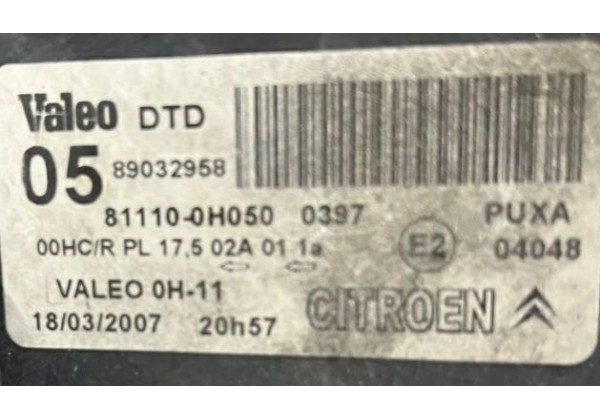 Valeo DTD
05 89032958
81110-0H050 0397 PUXA
00HC/R PL 17,5 02A 01 1a E2 04048
VALEO 0H-11
18/03/2007 20h57 CITROEN